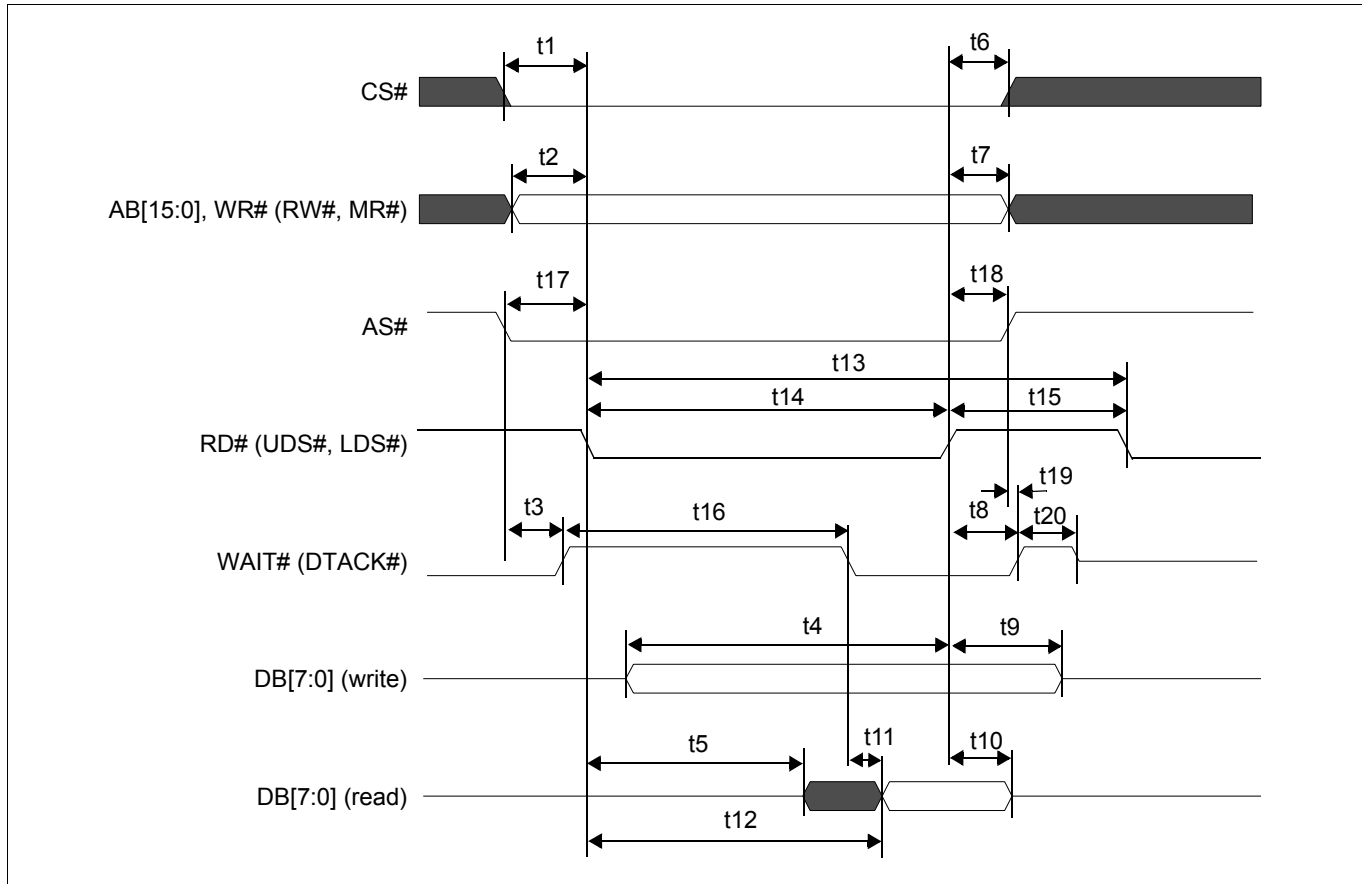 t1 t6
CS#
t2 t7
AB[15:0], WR# (RW#, MR#)
t17 t18
AS#
t13
t14 t15
RD# (UDS#, LDS#)
t19
t3 t16 t8 t20
WAIT# (DTACK#)
t4 t9
DB[7:0] (write)
t5 t11 t10
DB[7:0] (read)
t12